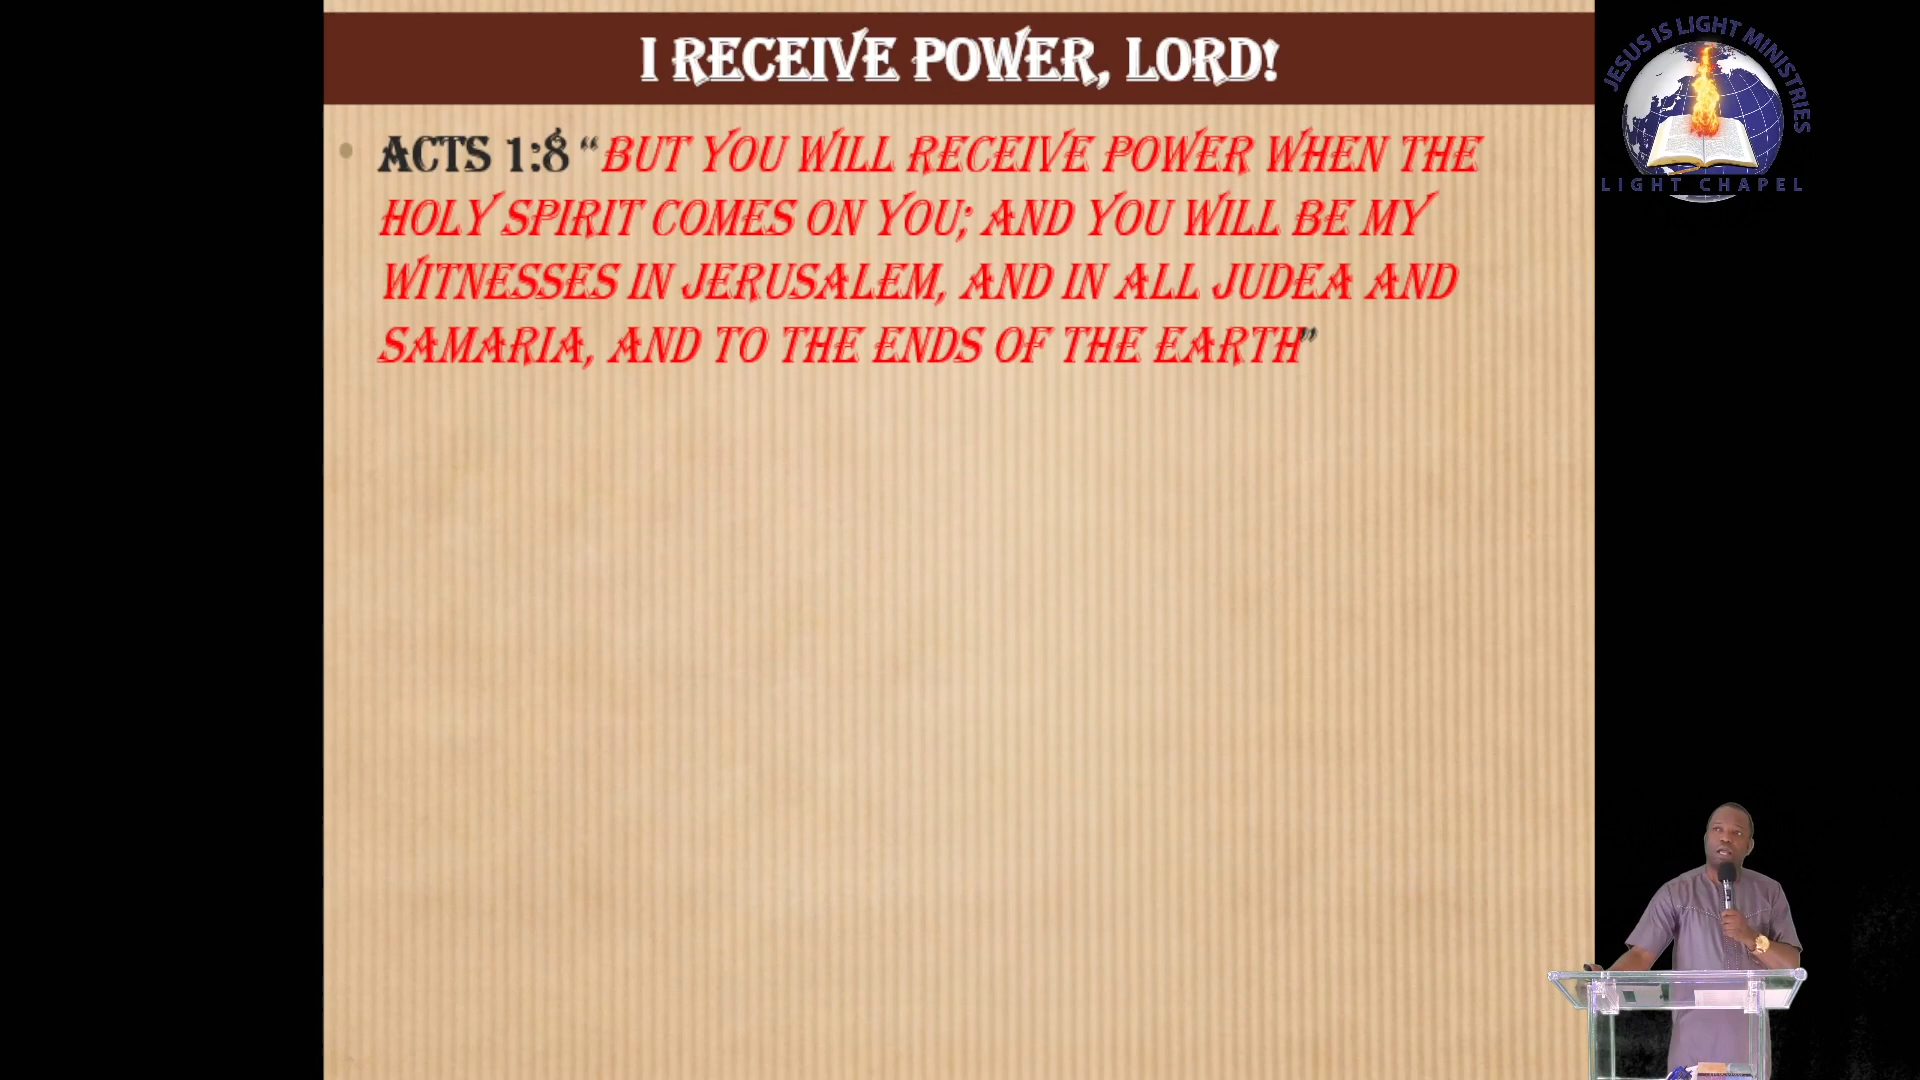 I RECEIVE POWER, LORD!
• ACTS 1:8 “BUT YOU WILL RECEIVE POWER WHEN THE
HOLY SPIRIT COMES ON YOU; AND YOU WILL BE MY
WITNESSES IN JERUSALEM, AND IN ALL JUDEA AND
SAMARIA, AND TO THE ENDS OF THE EARTH”
JESUS IS LIGHT MINISTRIES
LIGHT CHAPEL